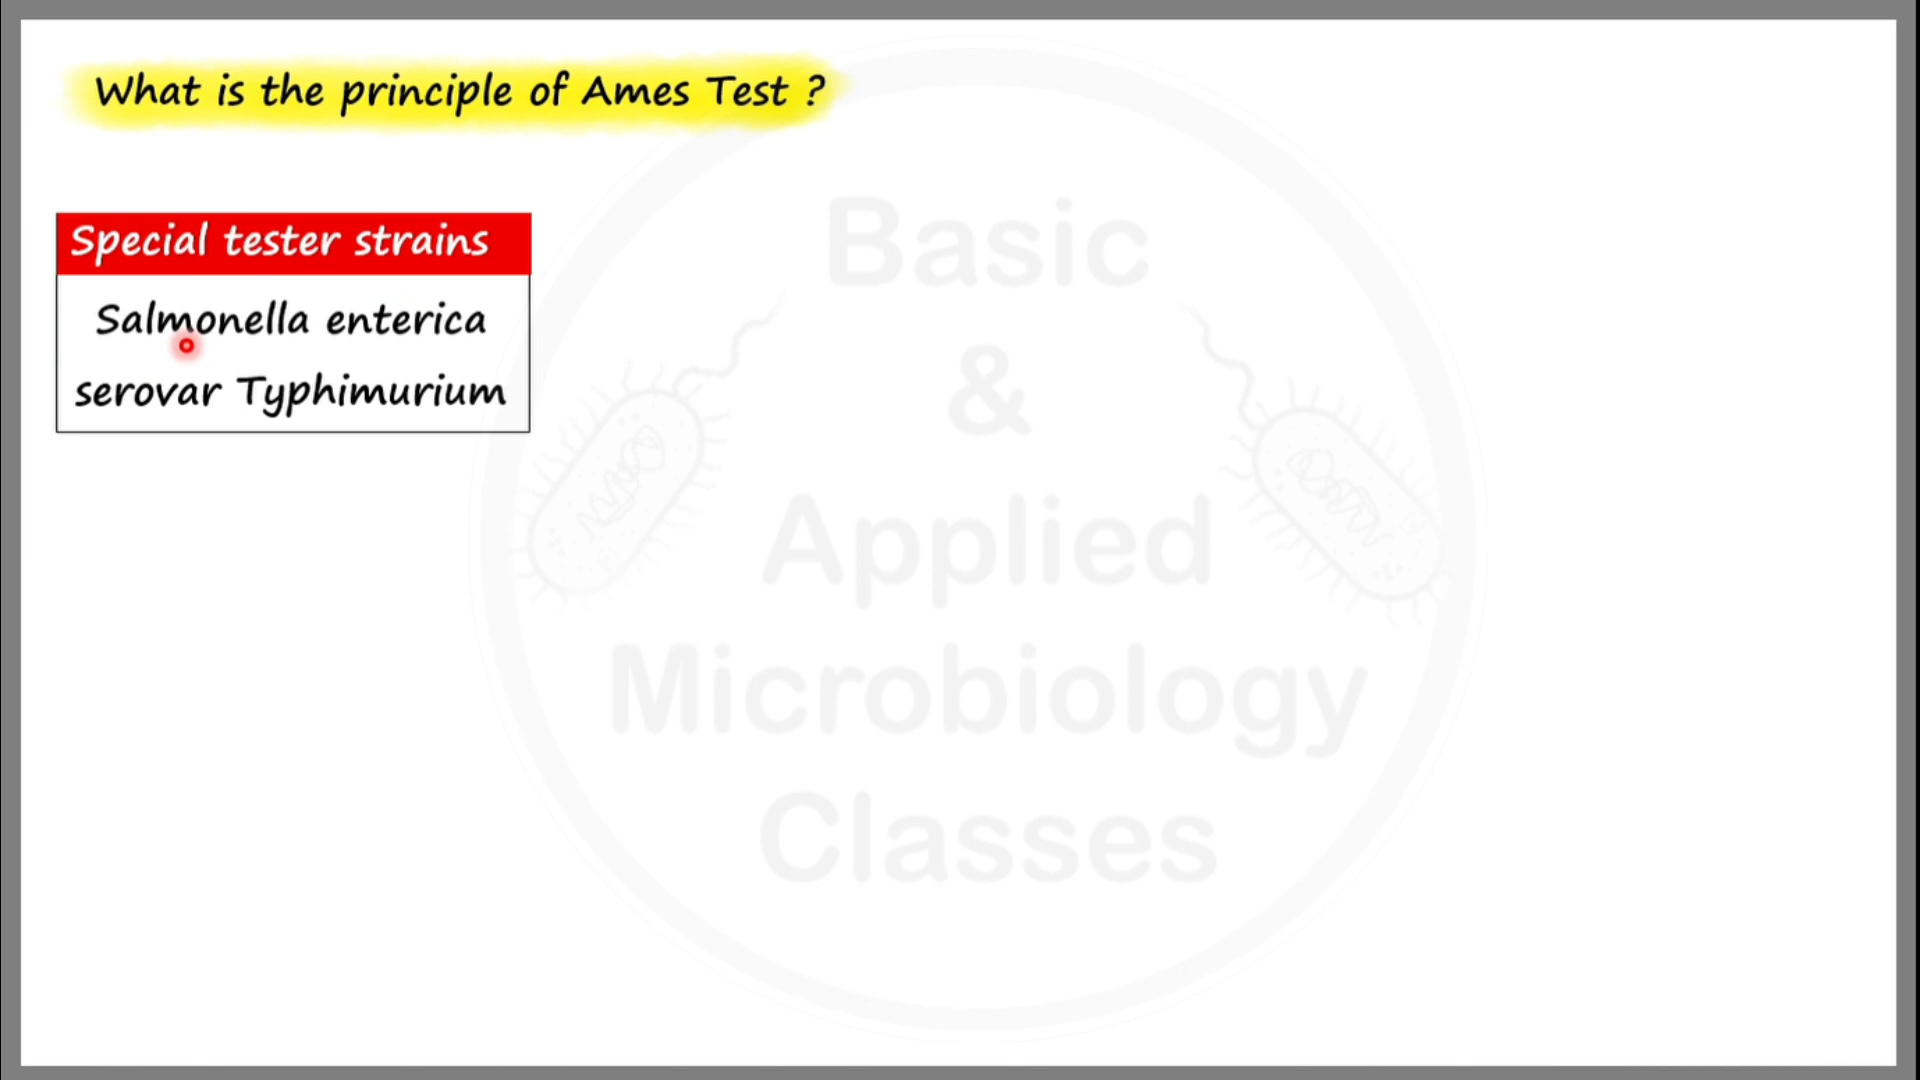 What is the principle of Ames Test ?
Special tester strains
Salmonella enterica
serovar Typhimurium
Basic
&
Applied
Microbiology
Classes